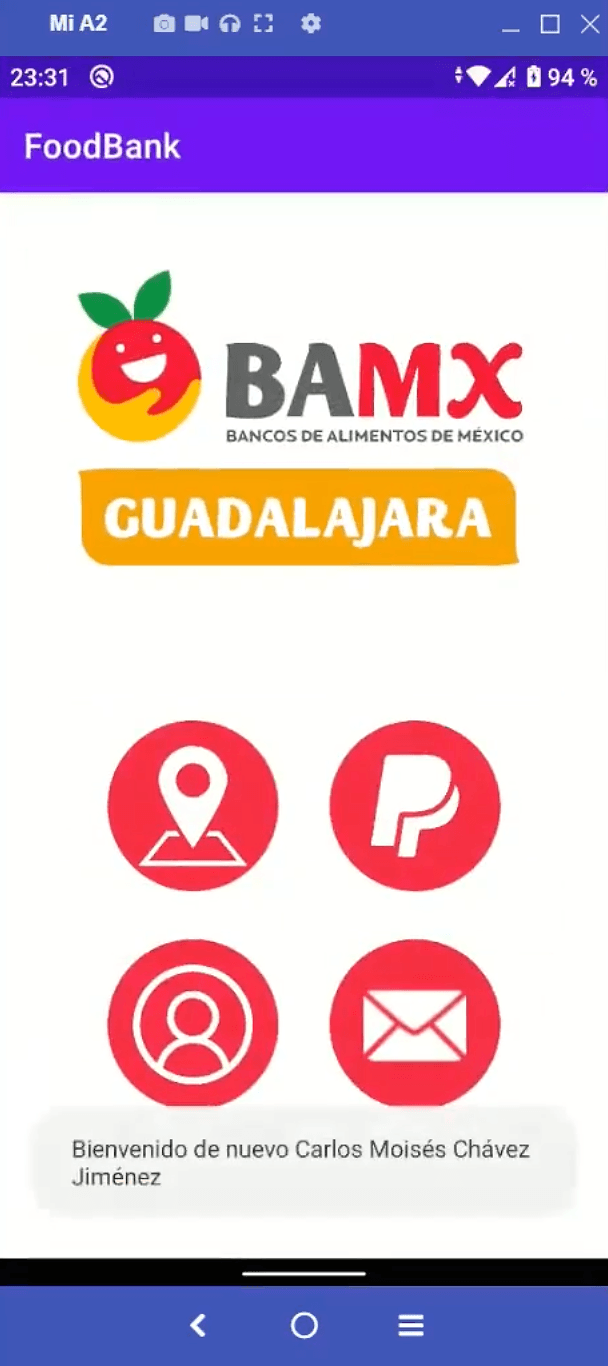 Mi A2
23:31
94 %
FoodBank
BAMX
BANCOS DE ALIMENTOS DE MÉXICO
GUADALAJARA
Bienvenido de nuevo Carlos Moisés Chávez
Jiménez